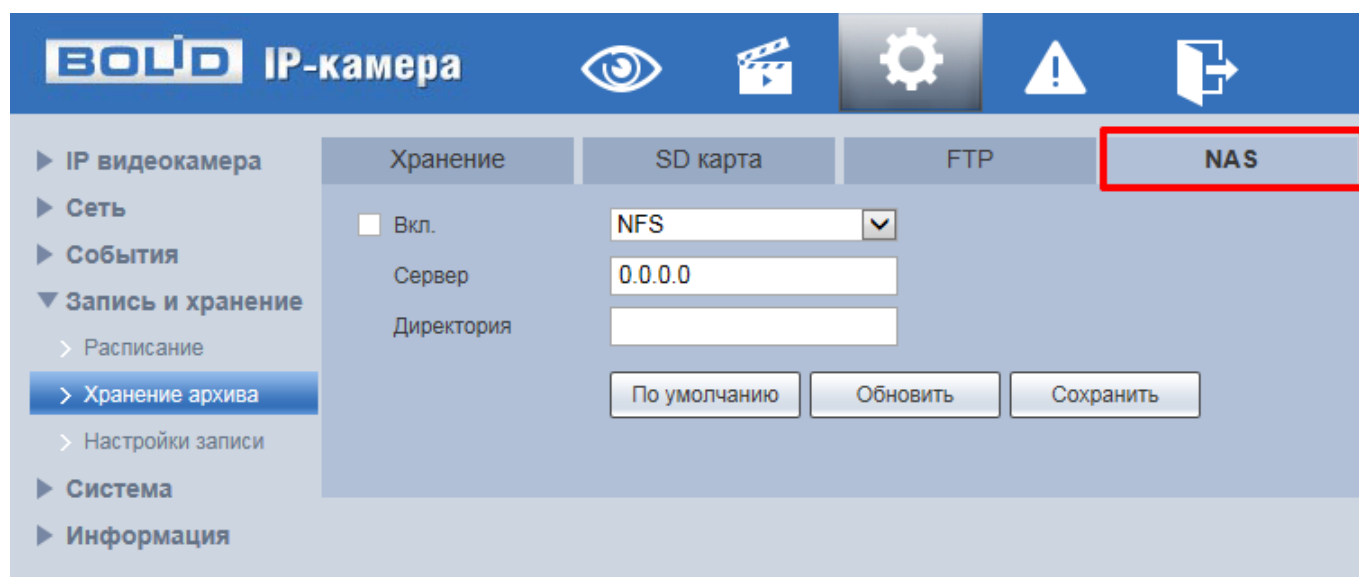 BOLID IP-камера
IP видеокамера
Сеть
События
Запись и хранение
Расписание
Хранение архива
Настройки записи
Система
Информация
Хранение SD карта FTP NAS
Вкл. NFS
Сервер 0.0.0.0
Директория
По умолчанию Обновить Сохранить